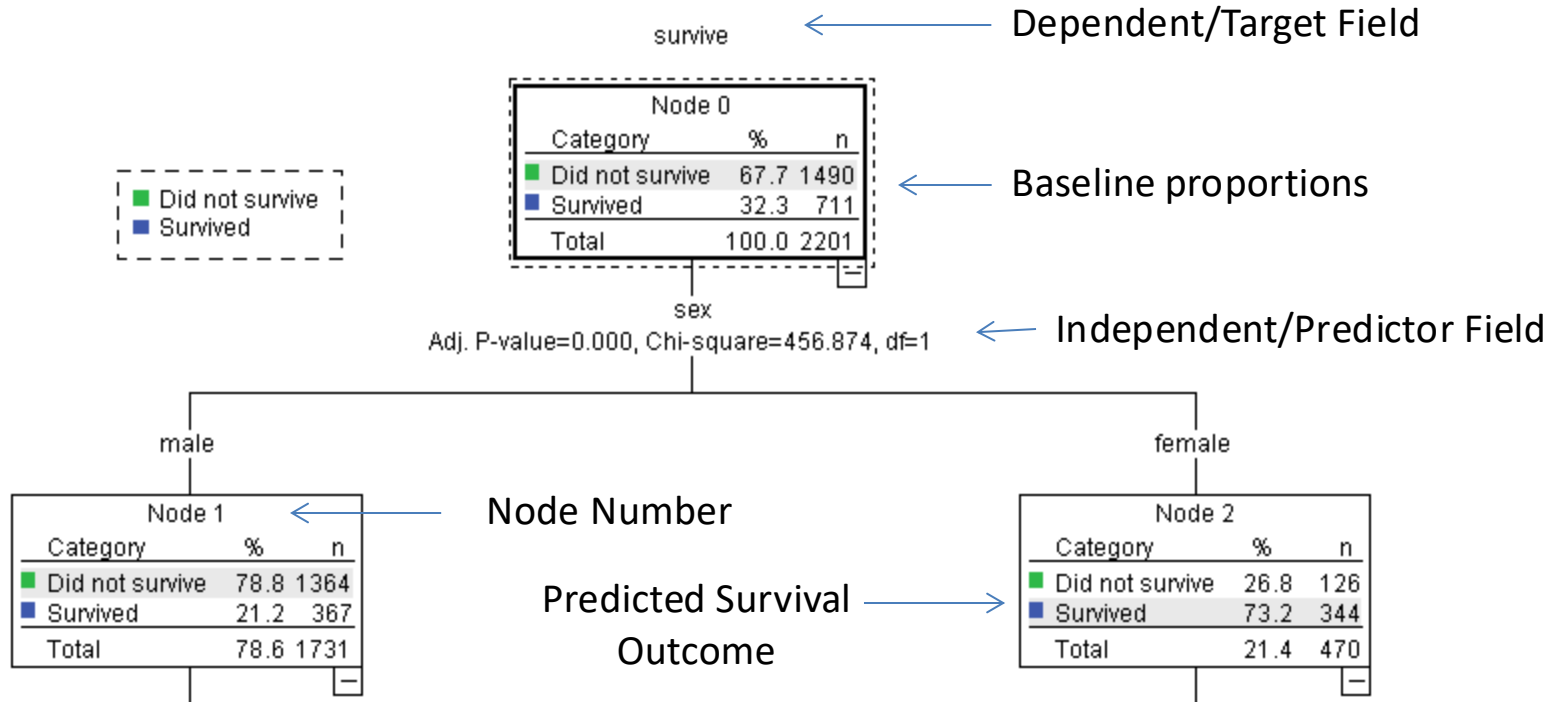 survive
Dependent/Target Field
Node 0
Category % n
Did not survive 67.7 1490
Survived 32.3 711
Total 100.0 2201
Baseline proportions
Did not survive
Survived
sex
Adj. P-value=0.000, Chi-square=456.874, df=1
Independent/Predictor Field
male
female
Node 1
Category % n
Did not survive 78.8 1364
Survived 21.2 367
Total 78.6 1731
Node Number
Predicted Survival
Outcome
Node 2
Category % n
Did not survive 26.8 126
Survived 73.2 344
Total 21.4 470